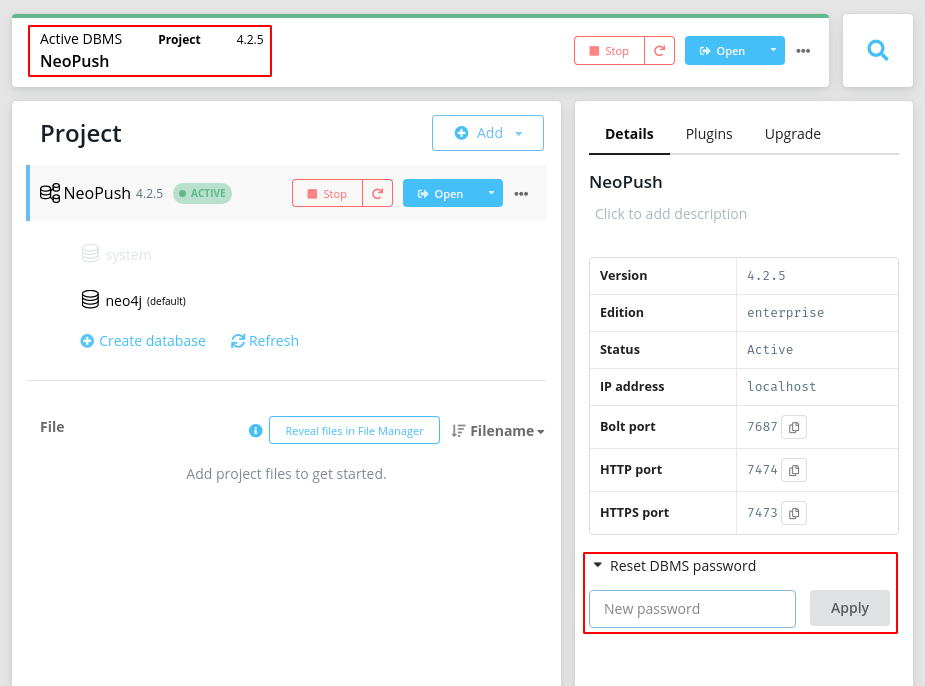 Active DBMS Project 4.2.5
NeoPush
Stop Open
Project
Add
NeoPush 4.2.5 ACTIVE Stop Open
system
neo4j (default)
Create database Refresh
File Reveal files in File Manager Filename
Add project files to get started.
Details Plugins Upgrade
NeoPush
Click to add description
Version 4.2.5
Edition enterprise
Status Active
IP address localhost
Bolt port 7687
HTTP port 7474
HTTPS port 7473
Reset DBMS password
New password Apply